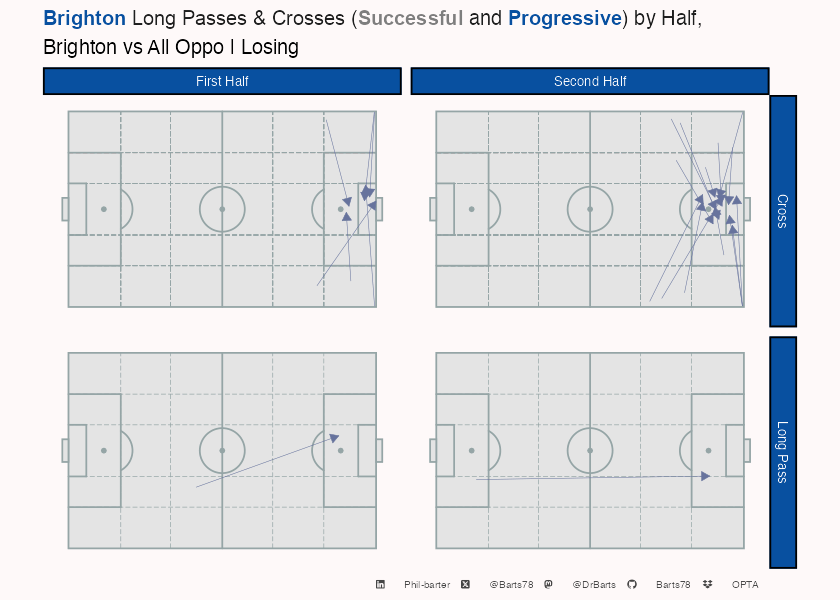 Brighton Long Passes & Crosses (Successful and Progressive) by Half,
Brighton vs All Oppo I Losing
First Half
Second Half
Cross
Long Pass
Phil-barter @Barts78 @DrBarts Barts78 OPTA